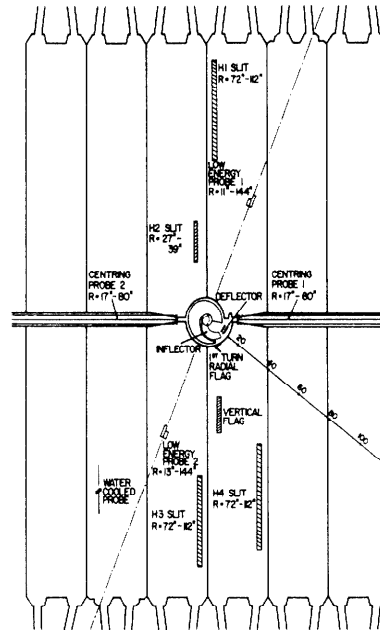 H1 SLIT
R=72"-112"
LOW
ENERGY
PROBE 1
R=11"-144"
H2 SLIT
R=27"-
39"
CENTRING
PROBE 2
R=17"-80"
DEFLECTOR
CENTRING
PROBE 1
R=17"-80"
INFLECTOR
1ST TURN
RADIAL
FLAG
20
40
60
80
100
VERTICAL
FLAG
LOW
ENERGY
PROBE 2
R=13"-144"
WATER
COOLED
PROBE
H4 SLIT
R=72"-112"
H3 SLIT
R=72"-112"